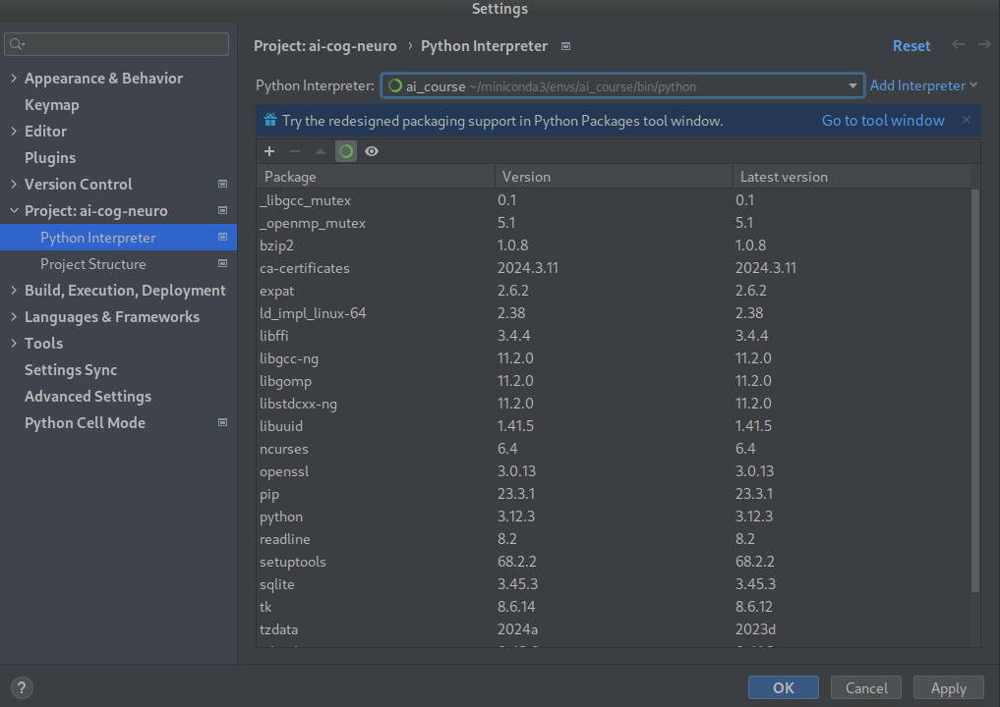 Settings
Project: ai-cog-neuro › Python Interpreter
Reset
Appearance & Behavior
Keymap
Editor
Plugins
Version Control
Project: ai-cog-neuro
Python Interpreter
Project Structure
Build, Execution, Deployment
Languages & Frameworks
Tools
Settings Sync
Advanced Settings
Python Cell Mode
Python Interpreter: ai_course ~/miniconda3/envs/ai_course/bin/python Add Interpreter
Try the redesigned packaging support in Python Packages tool window. Go to tool window
Package Version Latest version
_libgcc_mutex 0.1 0.1
_openmp_mutex 5.1 5.1
bzip2 1.0.8 1.0.8
ca-certificates 2024.3.11 2024.3.11
expat 2.6.2 2.6.2
ld_impl_linux-64 2.38 2.38
libffi 3.4.4 3.4.4
libgcc-ng 11.2.0 11.2.0
libgomp 11.2.0 11.2.0
libstdcxx-ng 11.2.0 11.2.0
libuuid 1.41.5 1.41.5
ncurses 6.4 6.4
openssl 3.0.13 3.0.13
pip 23.3.1 23.3.1
python 3.12.3 3.12.3
readline 8.2 8.2
setuptools 68.2.2 68.2.2
sqlite 3.45.3 3.45.3
tk 8.6.14 8.6.12
tzdata 2024a 2023d
?
OK Cancel Apply